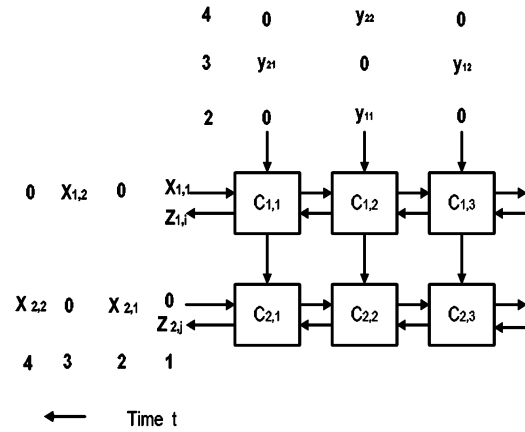 4 0 y22 0
3 y21 0 y12
2 0 y11 0
0 X1,2 0 X1,1 C1,1 C1,2 C1,3
Z1,i
X 2,2 0 X 2,1 0 C2,1 C2,2 C2,3
Z 2,j
4 3 2 1
Time t